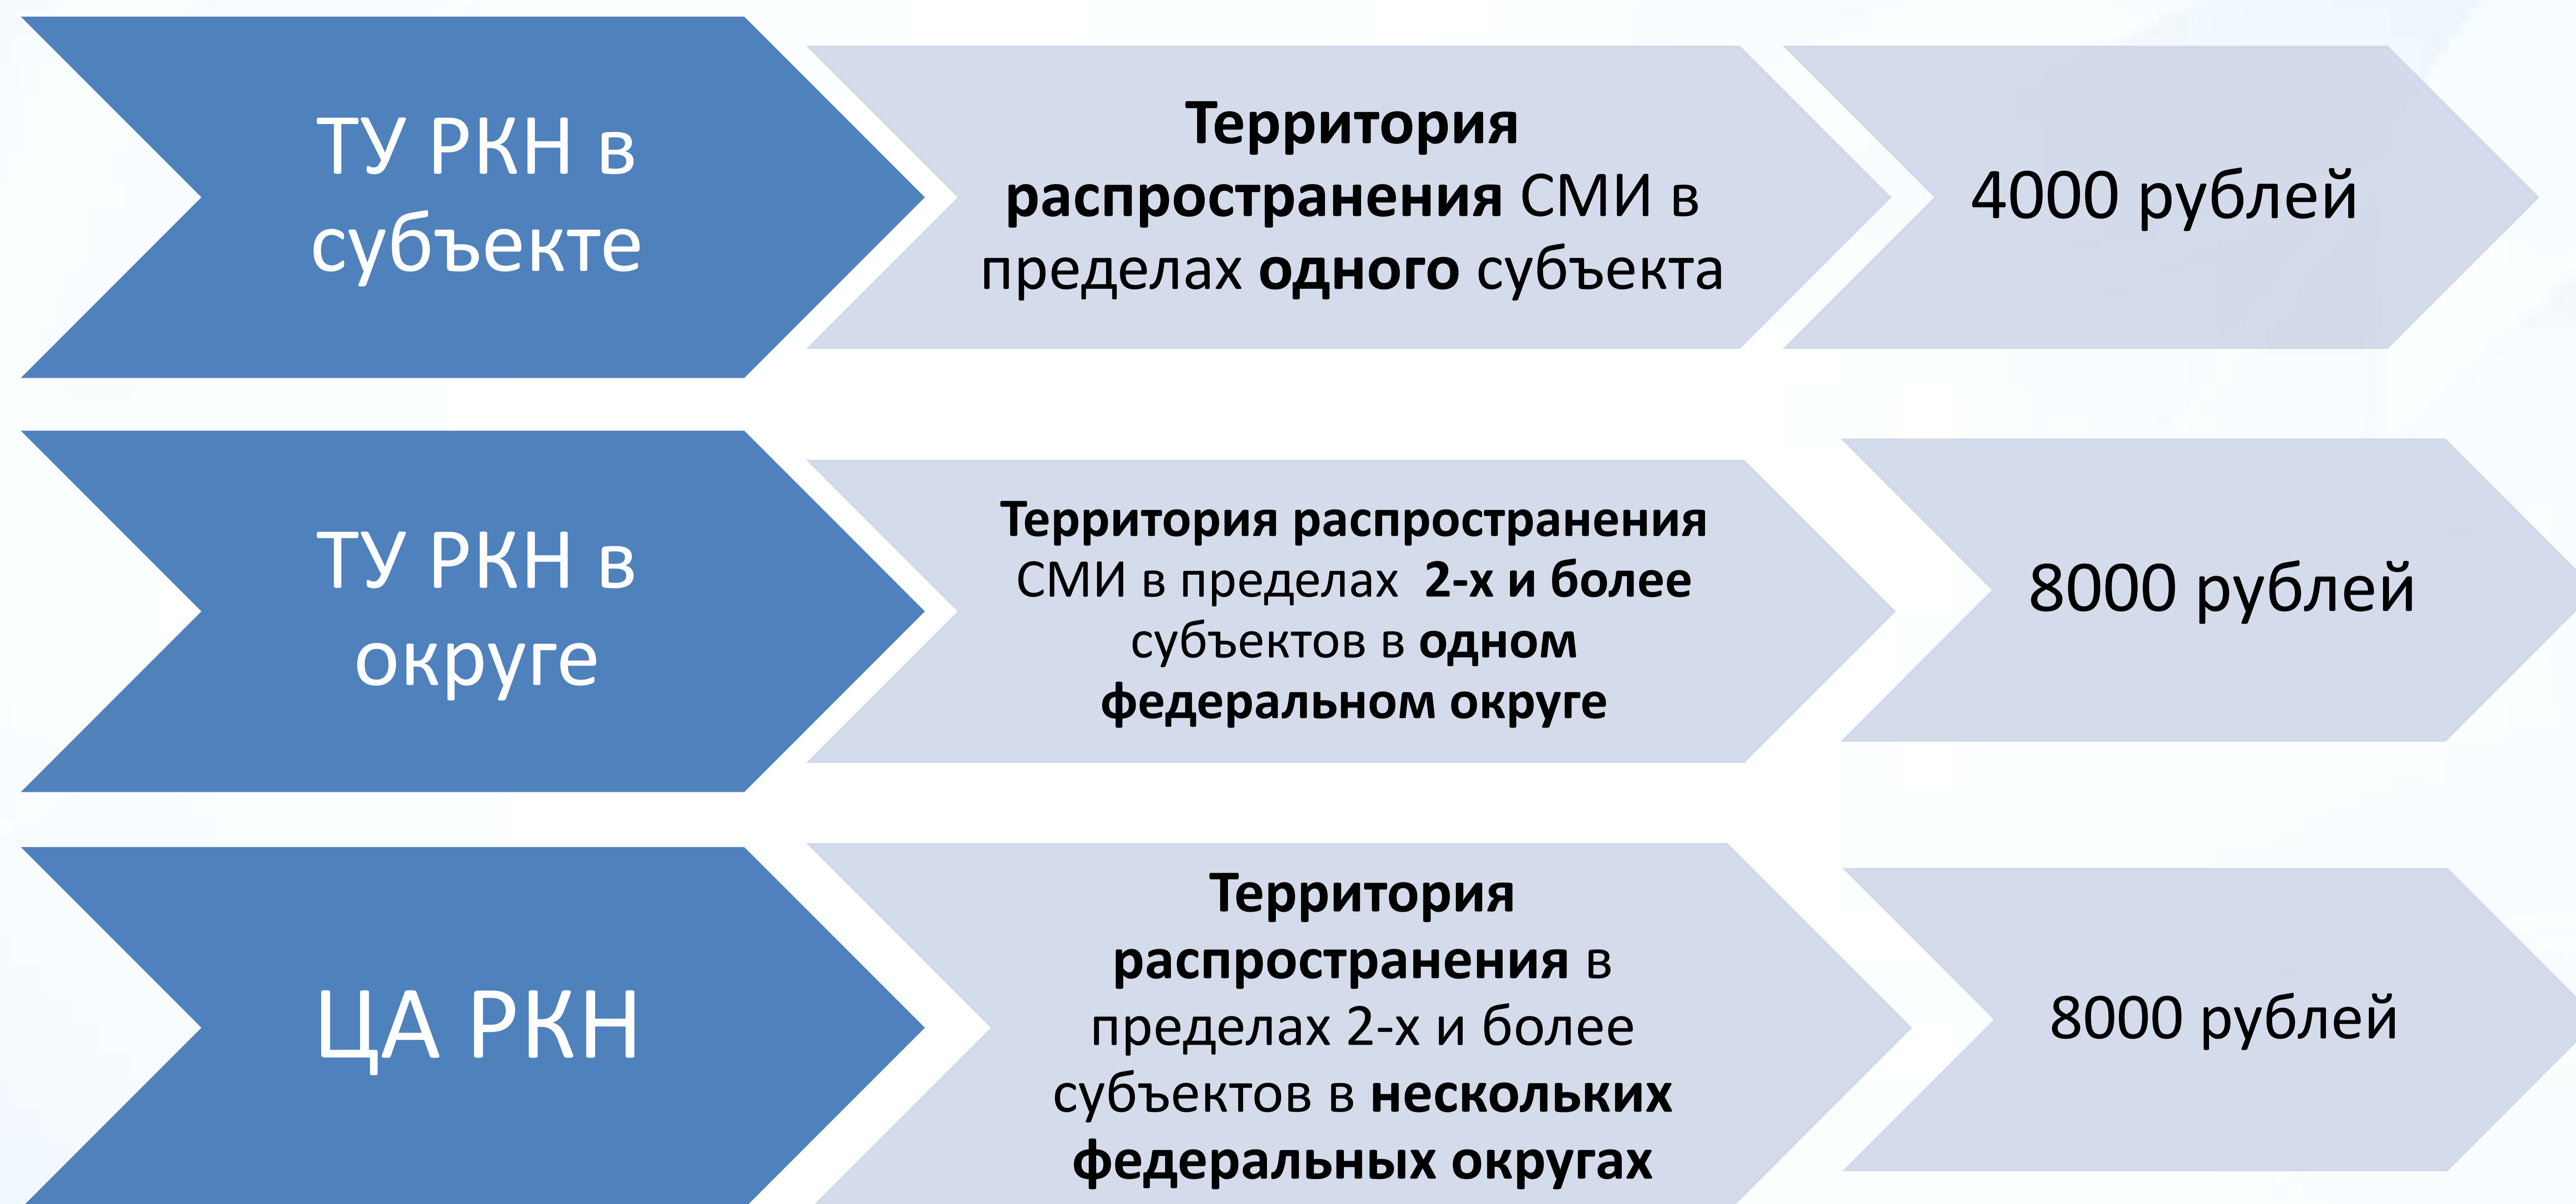 ТУ РКН в
субъекте
Территория
распространения СМИ в
пределах одного субъекта
4000 рублей
ТУ РКН в
округе
Территория распространения
СМИ в пределах 2-х и более
субъектов в одном
федеральном округе
8000 рублей
ЦА РКН
Территория
распространения в
пределах 2-х и более
субъектов в нескольких
федеральных округах
8000 рублей